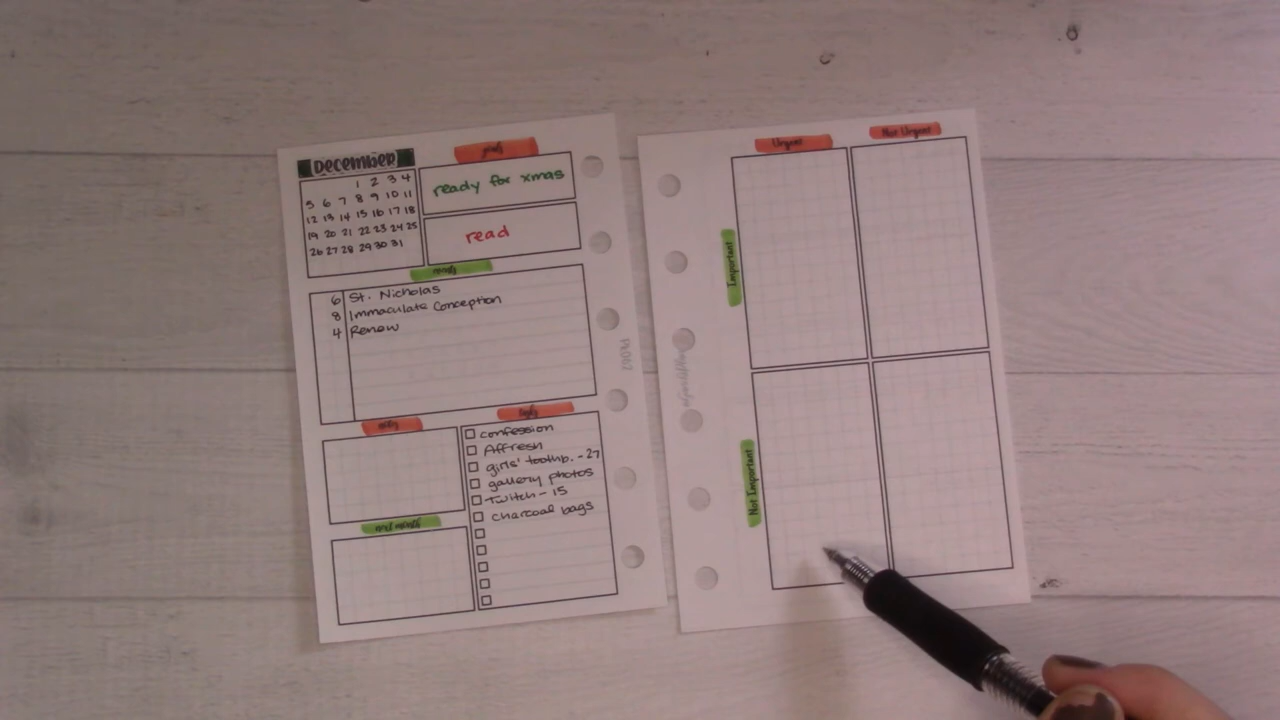 December
goals
1 2 3 4
5 6 7 8 9 10 11
12 13 14 15 16 17 18
19 20 21 22 23 24 25
26 27 28 29 30 31
ready for xmas
read
6 St. Nicholas
8 Immaculate Conception
4 Renew
confession
Affresh
girls' toothb. - 27
gallery photos
Twitch - 15
charcoal bags
next month
Urgent
Not Urgent
Important
Not Important